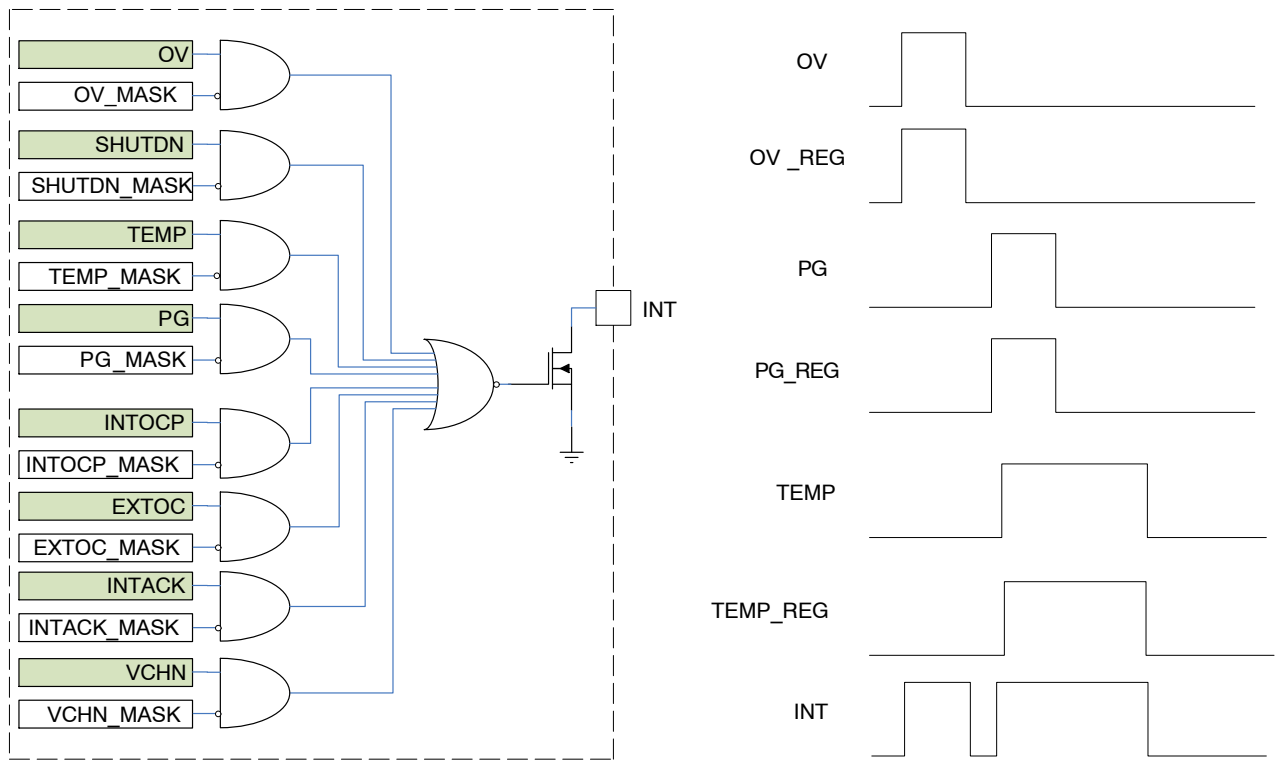 OV
OV_MASK
SHUTDN
SHUTDN_MASK
TEMP
TEMP_MASK
PG
PG_MASK
INTOCP
INTOCP_MASK
EXTOC
EXTOC_MASK
INTACK
INTACK_MASK
VCHN
VCHN_MASK
INT
OV
OV _REG
PG
PG_REG
TEMP
TEMP_REG
INT